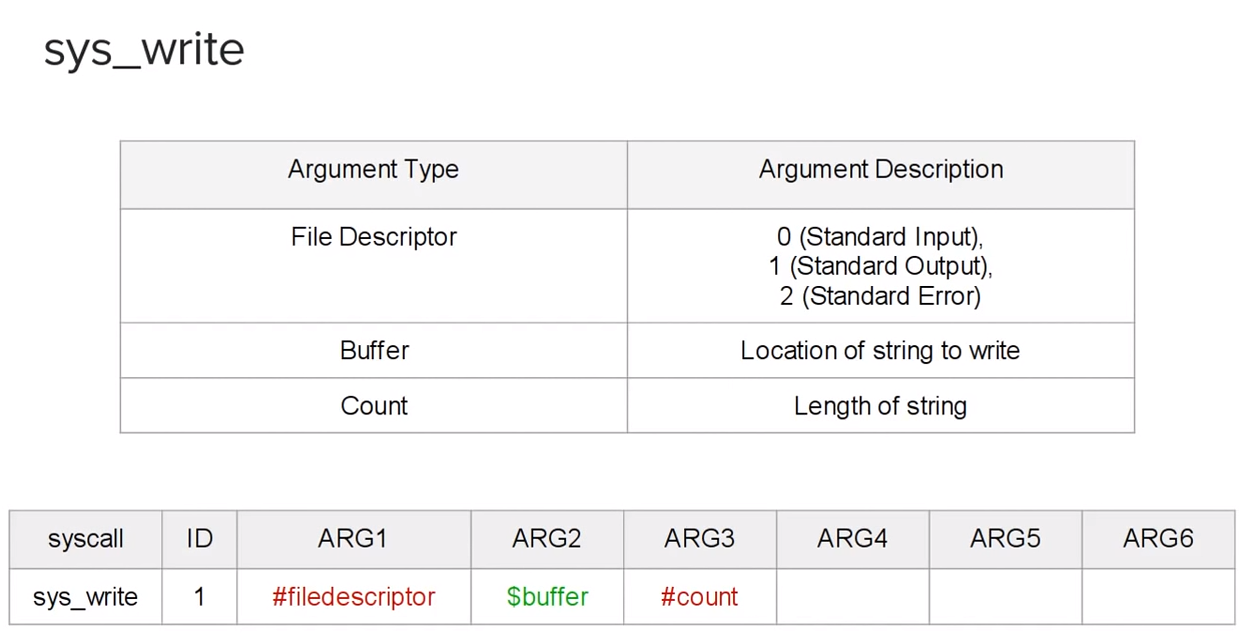 sys_write
Argument Type Argument Description
File Descriptor 0 (Standard Input),
1 (Standard Output),
2 (Standard Error)
Buffer Location of string to write
Count Length of string
syscall ID ARG1 ARG2 ARG3 ARG4 ARG5 ARG6
sys_write 1 #filedescriptor $buffer #count